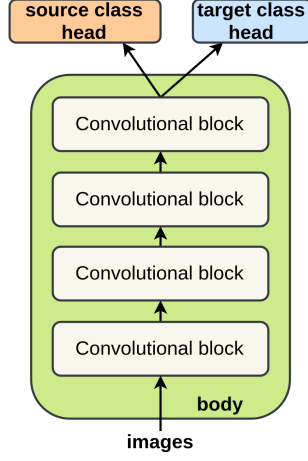 source class
head
target class
head
Convolutional block
Convolutional block
Convolutional block
Convolutional block
body
images